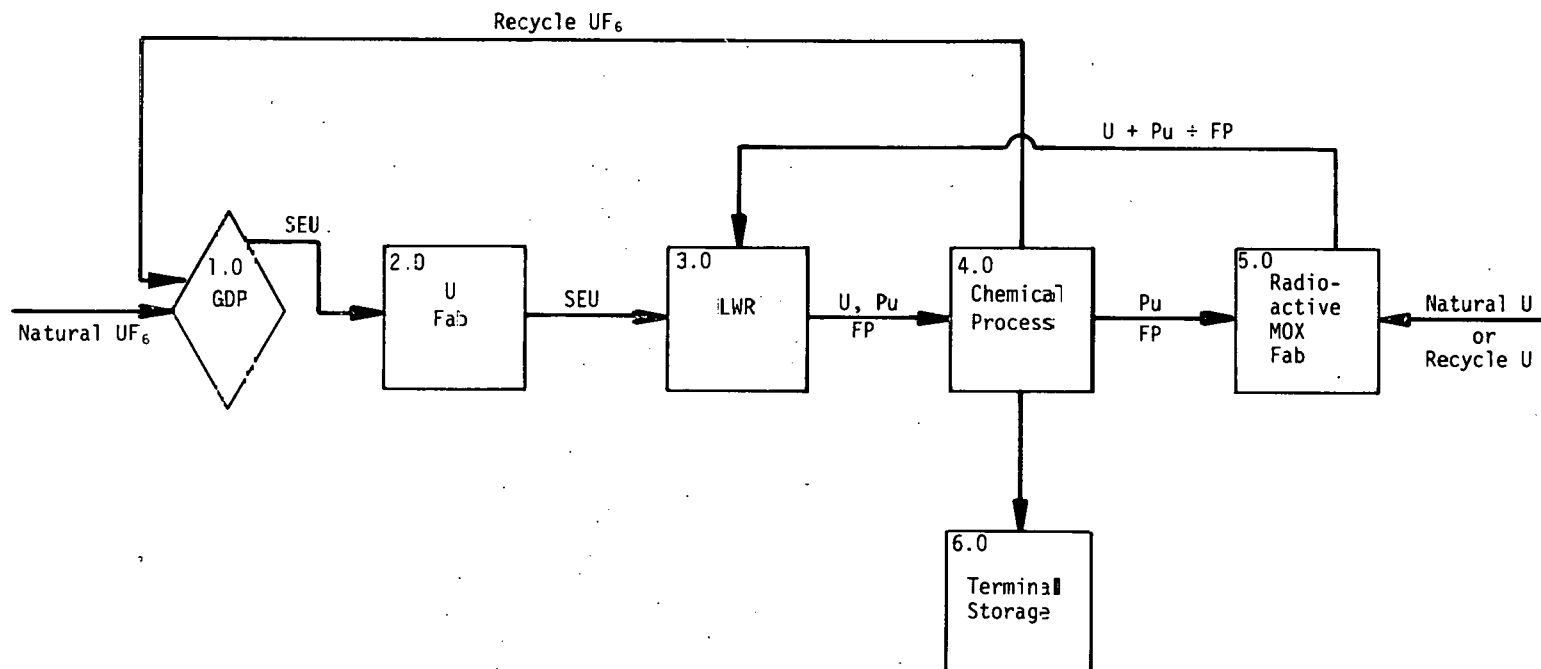 Recycle UF₆
U + Pu ÷ FP
SEU
1.0
GDP
2.0
U
Fab
SEU
3.0
LWR
U, Pu
FP
4.0
Chemical
Process
Pu
FP
5.0
Radio-
active
MOX
Fab
Natural U
or
Recycle U
Natural UF₆
6.0
Terminal
Storage